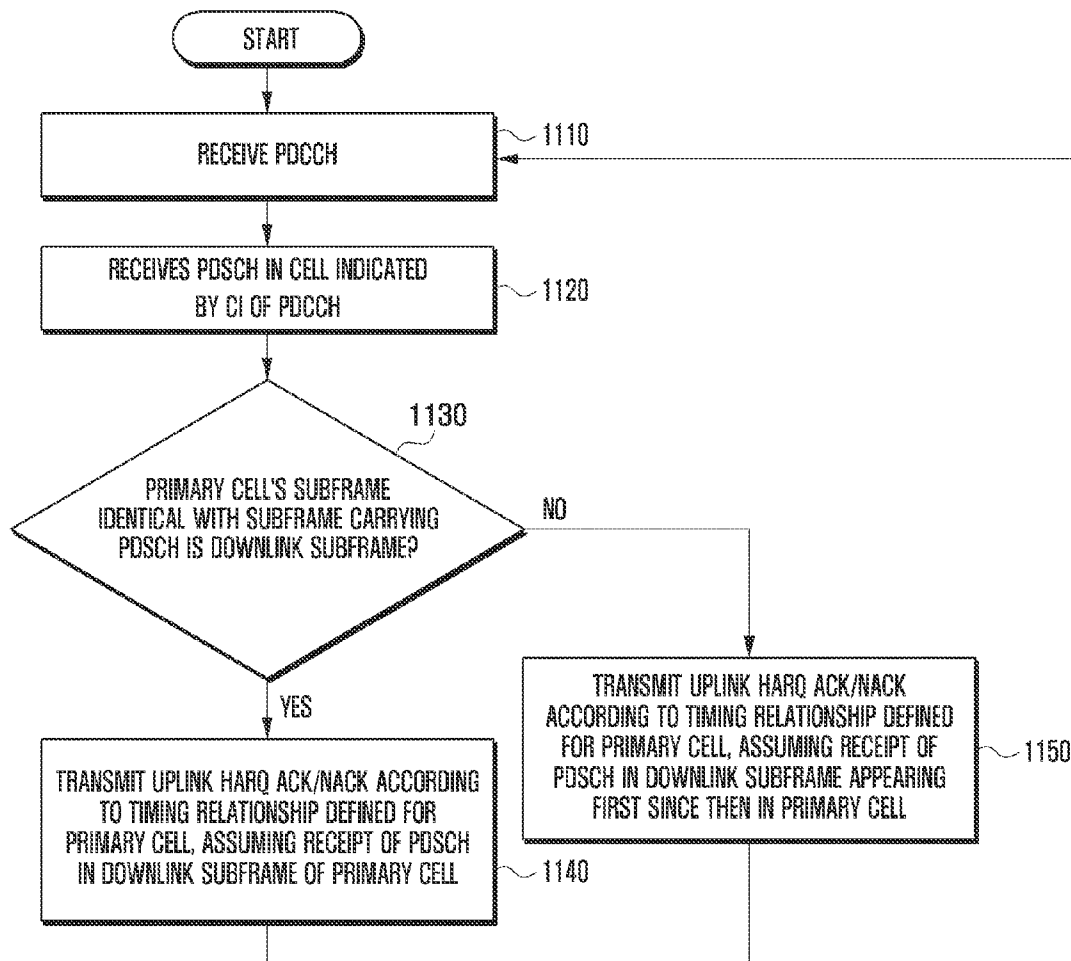 START
RECEIVE PDCCH
1110
RECEIVES PDSCH IN CELL INDICATED
BY CI OF PDCCH
1120
1130
PRIMARY CELL'S SUBFRAME
IDENTICAL WITH SUBFRAME CARRYING
PDSCH IS DOWNLINK SUBFRAME?
NO
YES
TRANSMIT UPLINK HARQ ACK/NACK
ACCORDING TO TIMING RELATIONSHIP DEFINED
FOR PRIMARY CELL, ASSUMING RECEIPT OF
PDSCH IN DOWNLINK SUBFRAME APPEARING
FIRST SINCE THEN IN PRIMARY CELL
1150
TRANSMIT UPLINK HARQ ACK/NACK ACCORDING
TO TIMING RELATIONSHIP DEFINED FOR
PRIMARY CELL, ASSUMING RECEIPT OF PDSCH
IN DOWNLINK SUBFRAME OF PRIMARY CELL
1140